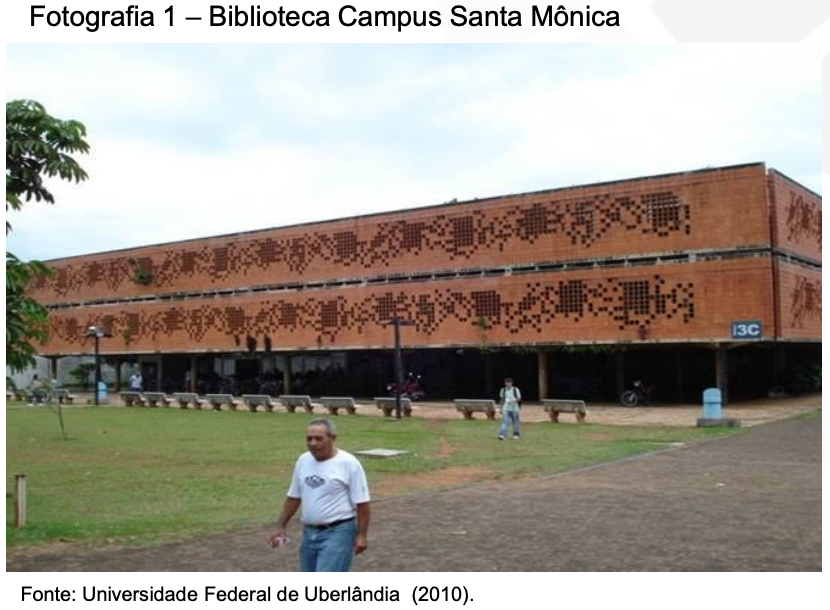 Fotografia 1 – Biblioteca Campus Santa Mônica
3C
Fonte: Universidade Federal de Uberlândia  (2010).